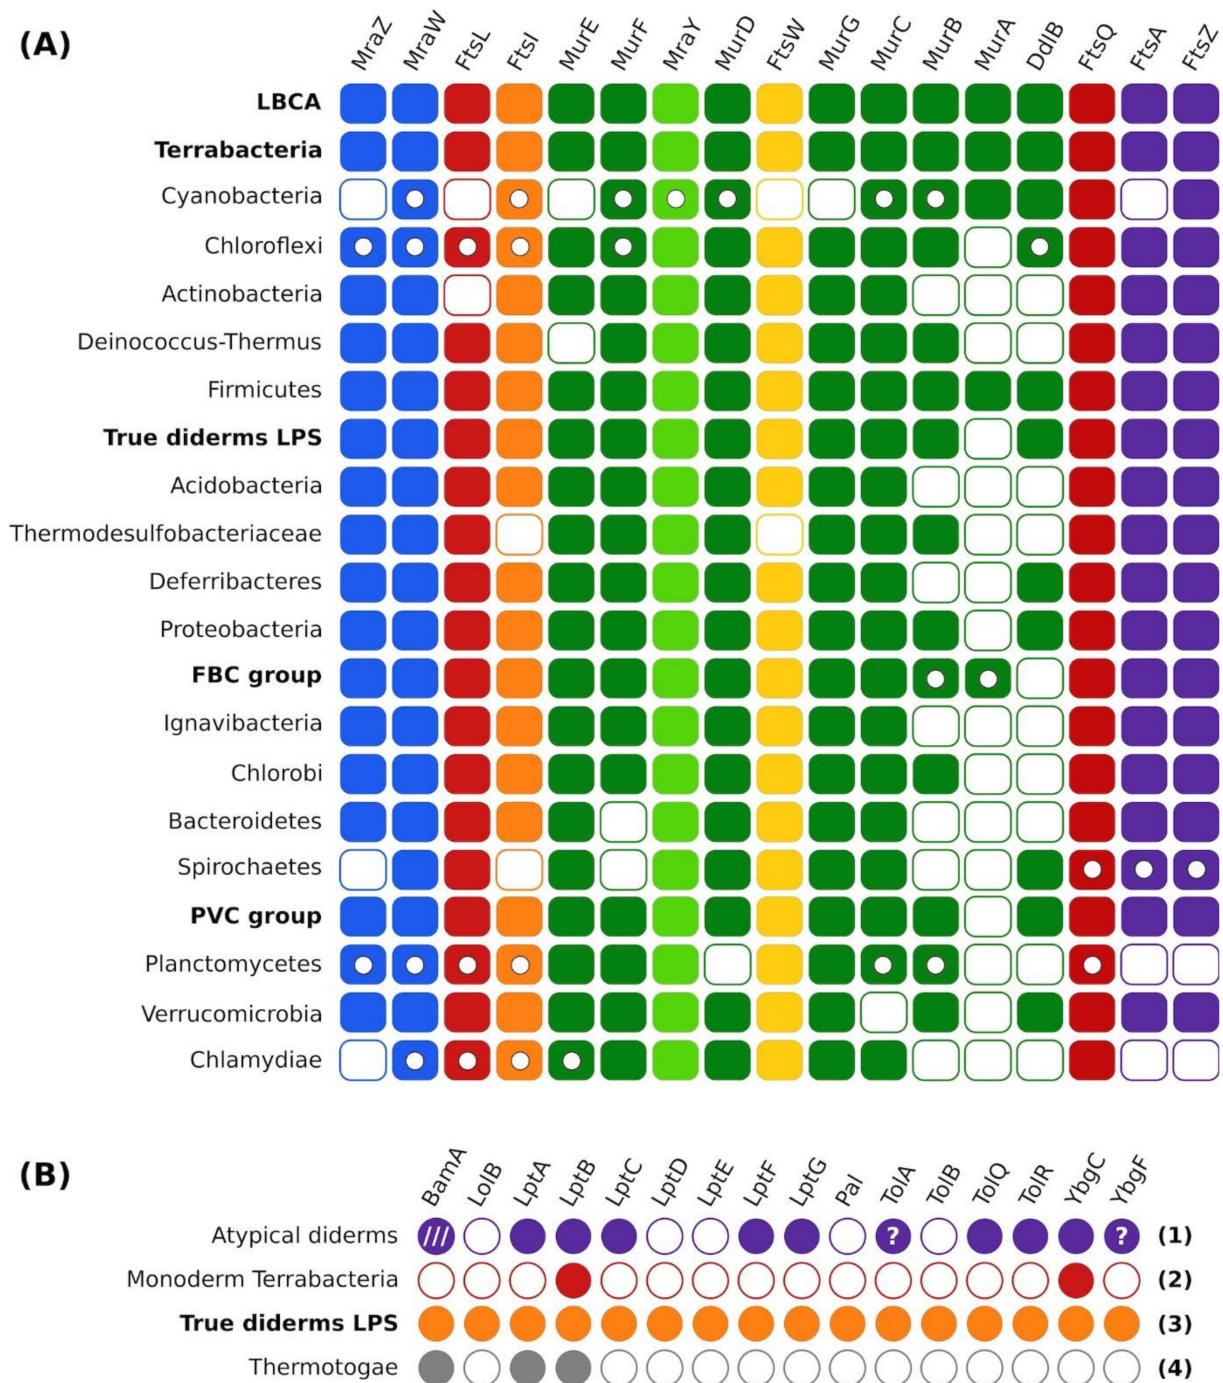 (A)
MraZ MraW FtsL FtsI MurE MurF MraY MurD FtsW MurG MurC MurB MurA DdlB FtsQ FtsA FtsZ
LBCA
Terrabacteria
Cyanobacteria
Chloroflexi
Actinobacteria
Deinococcus-Thermus
Firmicutes
True diderms LPS
Acidobacteria
Thermodesulfobacteriaceae
Deferribacteres
Proteobacteria
FBC group
Ignavibacteria
Chlorobi
Bacteroidetes
Spirochaetes
PVC group
Planctomycetes
Verrucomicrobia
Chlamydiae
(B)
BamA LolB LptA LptB LptC LptD LptE LptF LptG Pal TolA TolB TolQ TolR YbgC YbgF
Atypical diderms /// ? ? (1)
Monoderm Terrabacteria (2)
True diderms LPS (3)
Thermotogae (4)